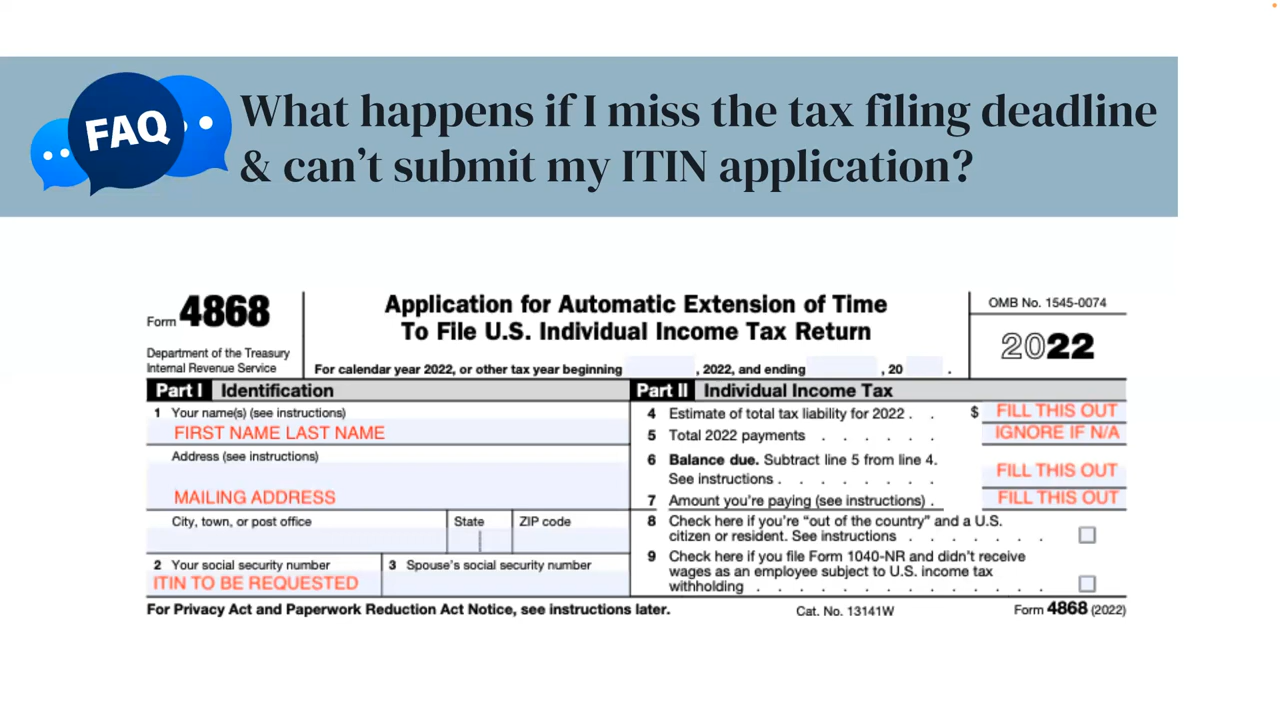 FAQ
What happens if I miss the tax filing deadline
& can't submit my ITIN application?
Form 4868
Department of the Treasury
Internal Revenue Service
Application for Automatic Extension of Time
To File U.S. Individual Income Tax Return
For calendar year 2022, or other tax year beginning , 2022, and ending , 20 .
OMB No. 1545-0074
2022
Part I Identification
1 Your name(s) (see instructions)
FIRST NAME LAST NAME
Address (see instructions)
MAILING ADDRESS
City, town, or post office State ZIP code
2 Your social security number 3 Spouse's social security number
ITIN TO BE REQUESTED
Part II Individual Income Tax
4 Estimate of total tax liability for 2022 . . $ FILL THIS OUT
5 Total 2022 payments . . . . . . IGNORE IF N/A
6 Balance due. Subtract line 5 from line 4.
See instructions . . . . . . . . FILL THIS OUT
7 Amount you're paying (see instructions) . FILL THIS OUT
8 Check here if you're "out of the country" and a U.S.
citizen or resident. See instructions . . . . . . .
9 Check here if you file Form 1040-NR and didn't receive
wages as an employee subject to U.S. income tax
withholding . . . . . . . . . . . . . .
For Privacy Act and Paperwork Reduction Act Notice, see instructions later. Cat. No. 13141W Form 4868 (2022)